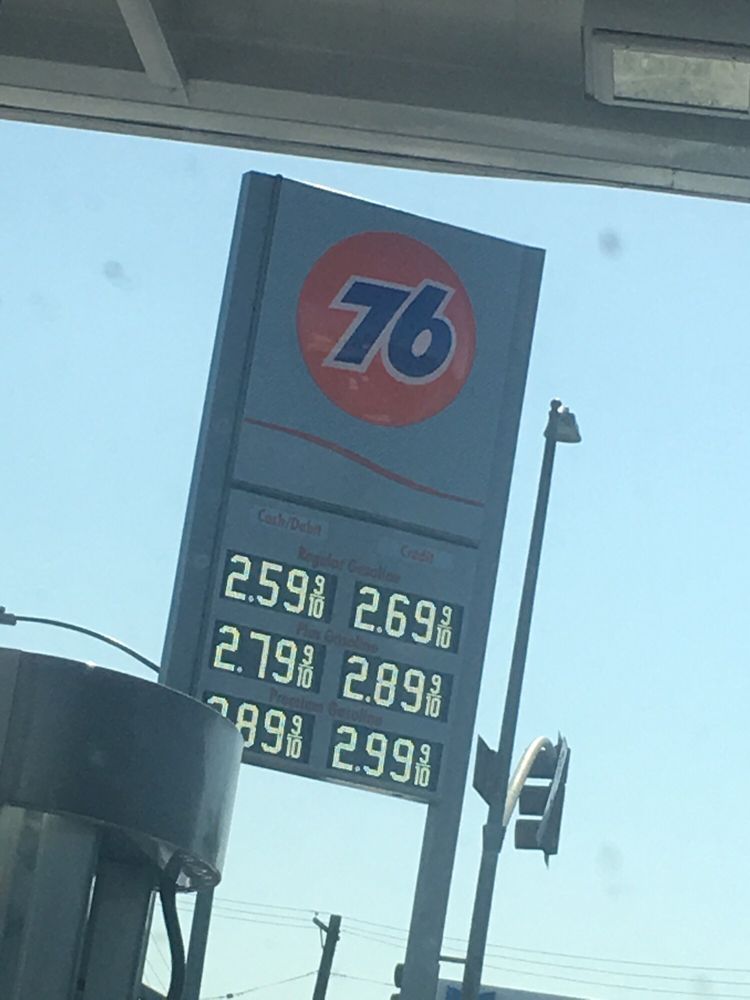 76
Cash/Debit
Credit
Regular Gasoline
2.59 9/10 2.69 9/10
Plus Gasoline
2.79 9/10 2.89 9/10
Premium Gasoline
2.89 9/10 2.99 9/10